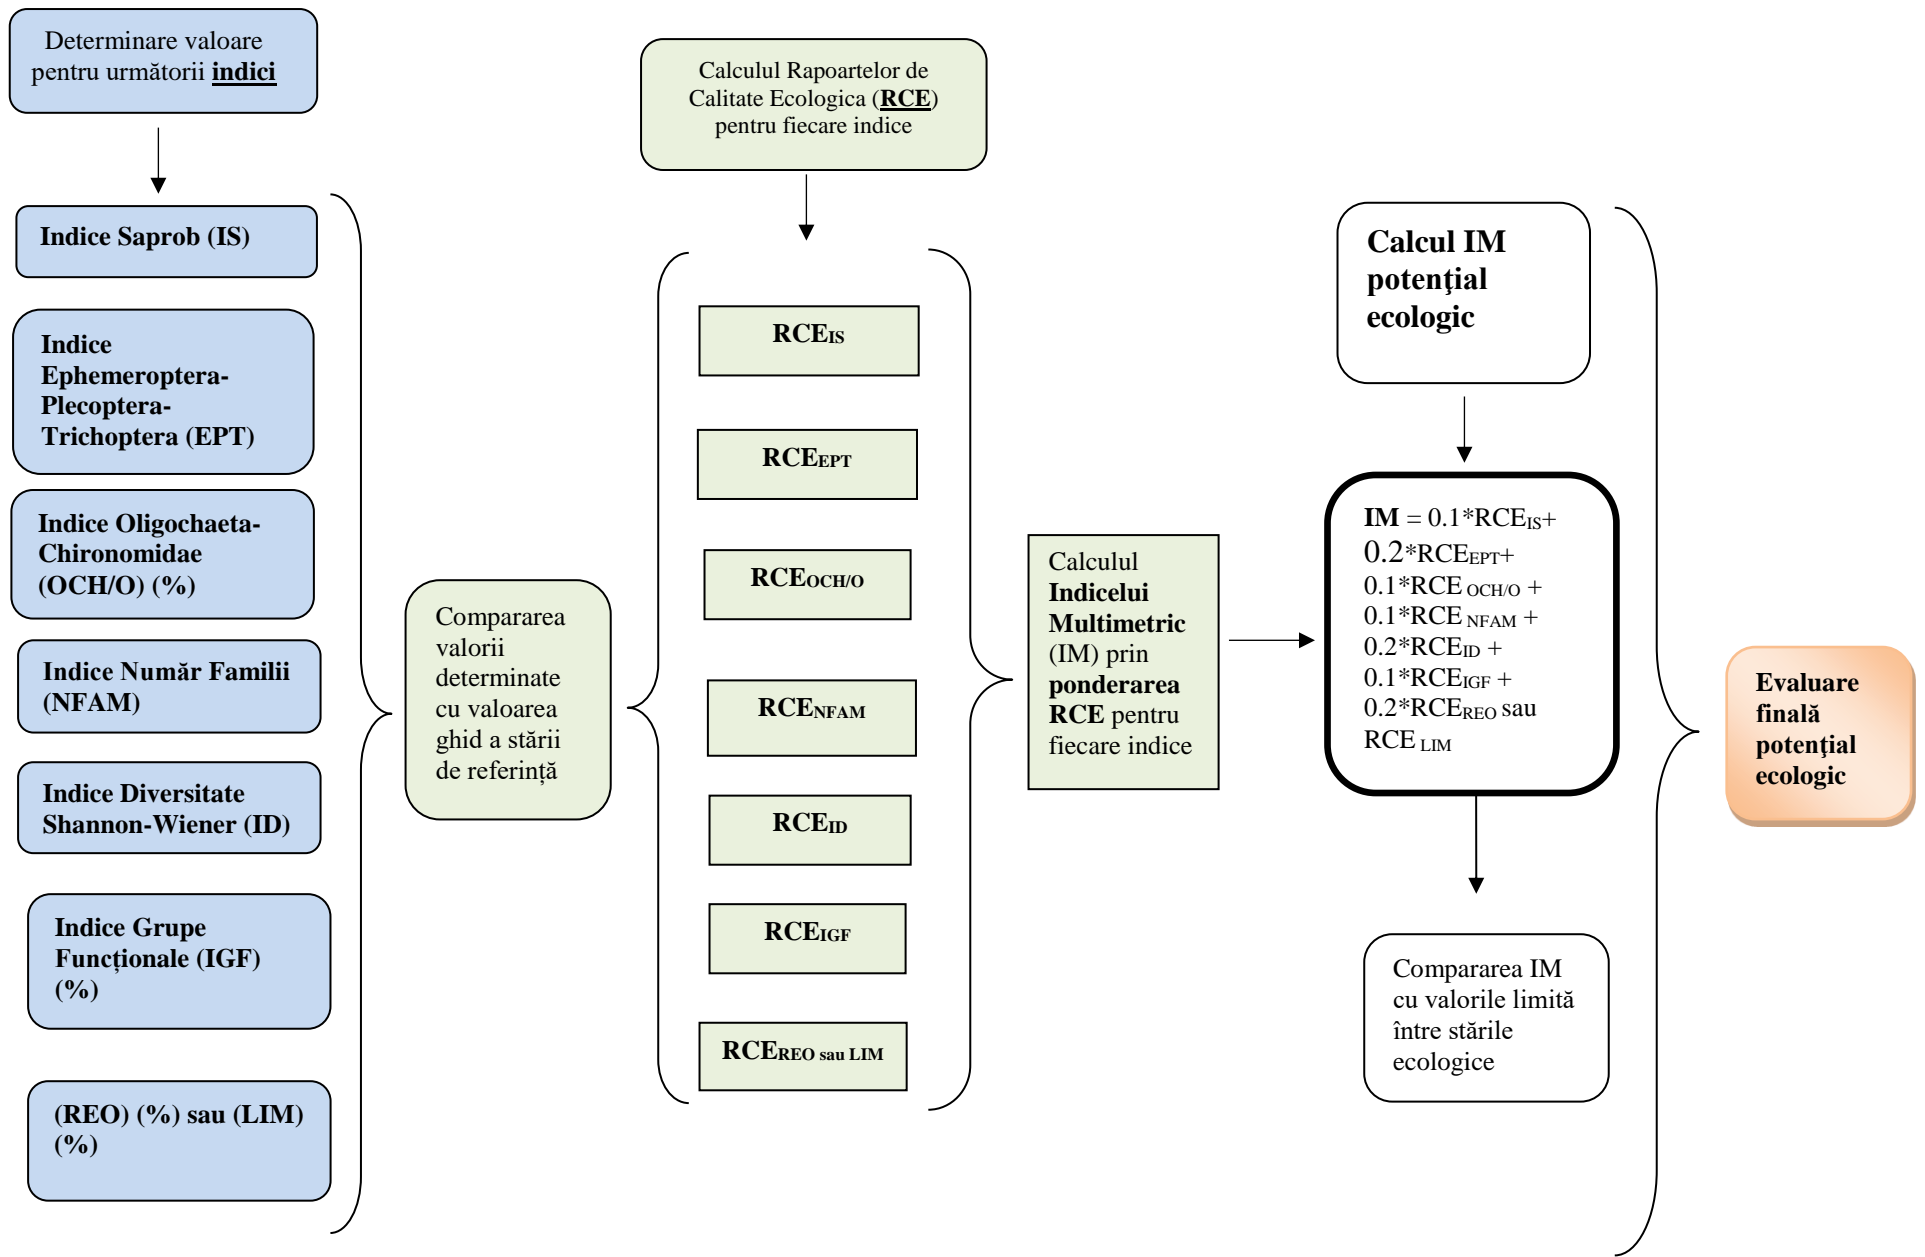 Determinare valoare
pentru următorii indici
Indice Saprob (IS)
Indice
Ephemeroptera-
Plecoptera-
Trichoptera (EPT)
Indice Oligochaeta-
Chironomidae
(OCH/O) (%)
Indice Număr Familii
(NFAM)
Indice Diversitate
Shannon-Wiener (ID)
Indice Grupe
Funcționale (IGF)
(%)
(REO) (%) sau (LIM)
(%)
Compararea
valorii
determinate
cu valoarea
ghid a stării
de referință
Calculul Rapoartelor de
Calitate Ecologica (RCE)
pentru fiecare indice
RCEIS
RCEEPT
RCEOCH/O
RCENFAM
RCEID
RCEIGF
RCEREO sau LIM
Calculul
Indicelui
Multimetric
(IM) prin
ponderarea
RCE pentru
fiecare indice
Calcul IM
potenţial
ecologic
IM = 0.1*RCEIS+
0.2*RCEEPT+
0.1*RCE OCH/O +
0.1*RCE NFAM +
0.2*RCEID +
0.1*RCEIGF +
0.2*RCEREO sau
RCE LIM
Compararea IM
cu valorile limită
între stările
ecologice
Evaluare
finală
potenţial
ecologic